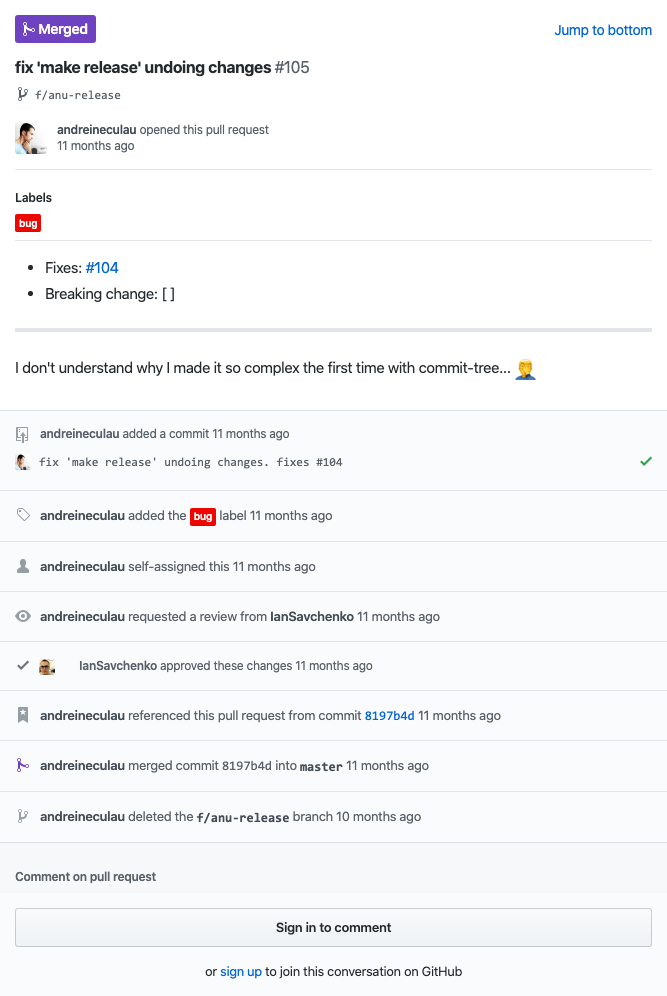 Merged
Jump to bottom
fix 'make release' undoing changes #105
f/anu-release
andreineculau opened this pull request
11 months ago
Labels
bug
Fixes: #104
Breaking change: [ ]
I don't understand why I made it so complex the first time with commit-tree... 🤦‍♂️
andreineculau added a commit 11 months ago
fix 'make release' undoing changes. fixes #104
andreineculau added the bug label 11 months ago
andreineculau self-assigned this 11 months ago
andreineculau requested a review from IanSavchenko 11 months ago
IanSavchenko approved these changes 11 months ago
andreineculau referenced this pull request from commit 8197b4d 11 months ago
andreineculau merged commit 8197b4d into master 11 months ago
andreineculau deleted the f/anu-release branch 10 months ago
Comment on pull request
Sign in to comment
or sign up to join this conversation on GitHub